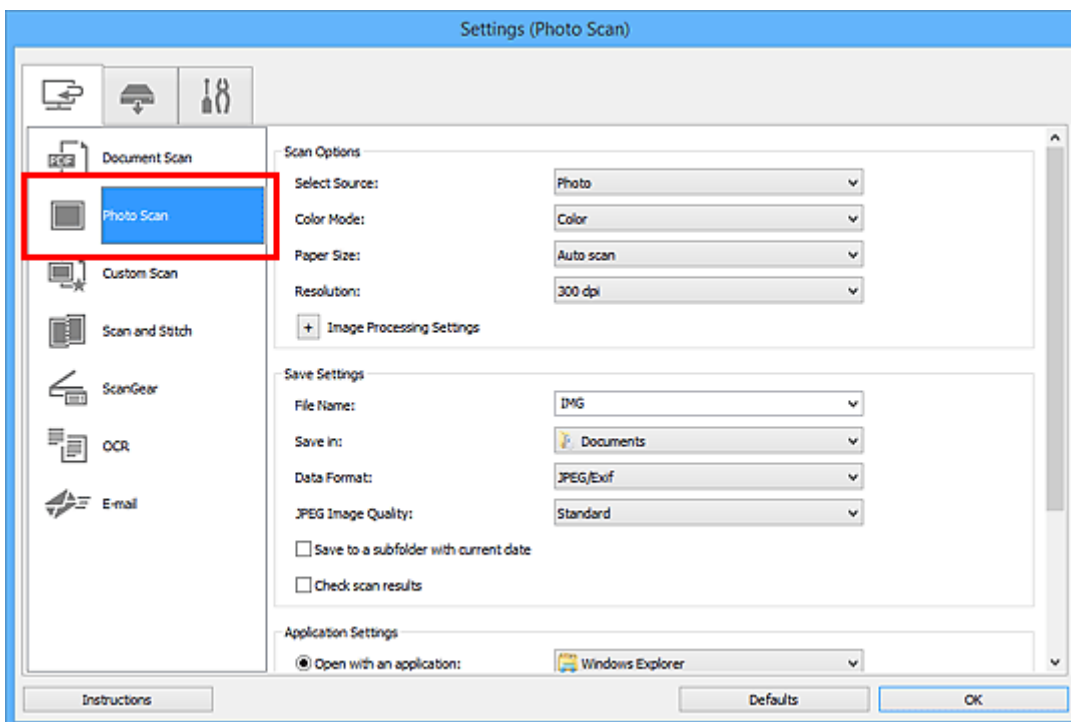 Settings (Photo Scan)
PDF
Document Scan
Photo Scan
Custom Scan
Scan and Stitch
ScanGear
OCR
E-mail
Scan Options
Select Source: Photo
Color Mode: Color
Paper Size: Auto scan
Resolution: 300 dpi
+ Image Processing Settings
Save Settings
File Name: IMG
Save in: Documents
Data Format: JPEG/Exif
JPEG Image Quality: Standard
Save to a subfolder with current date
Check scan results
Application Settings
Open with an application: Windows Explorer
Instructions Defaults OK